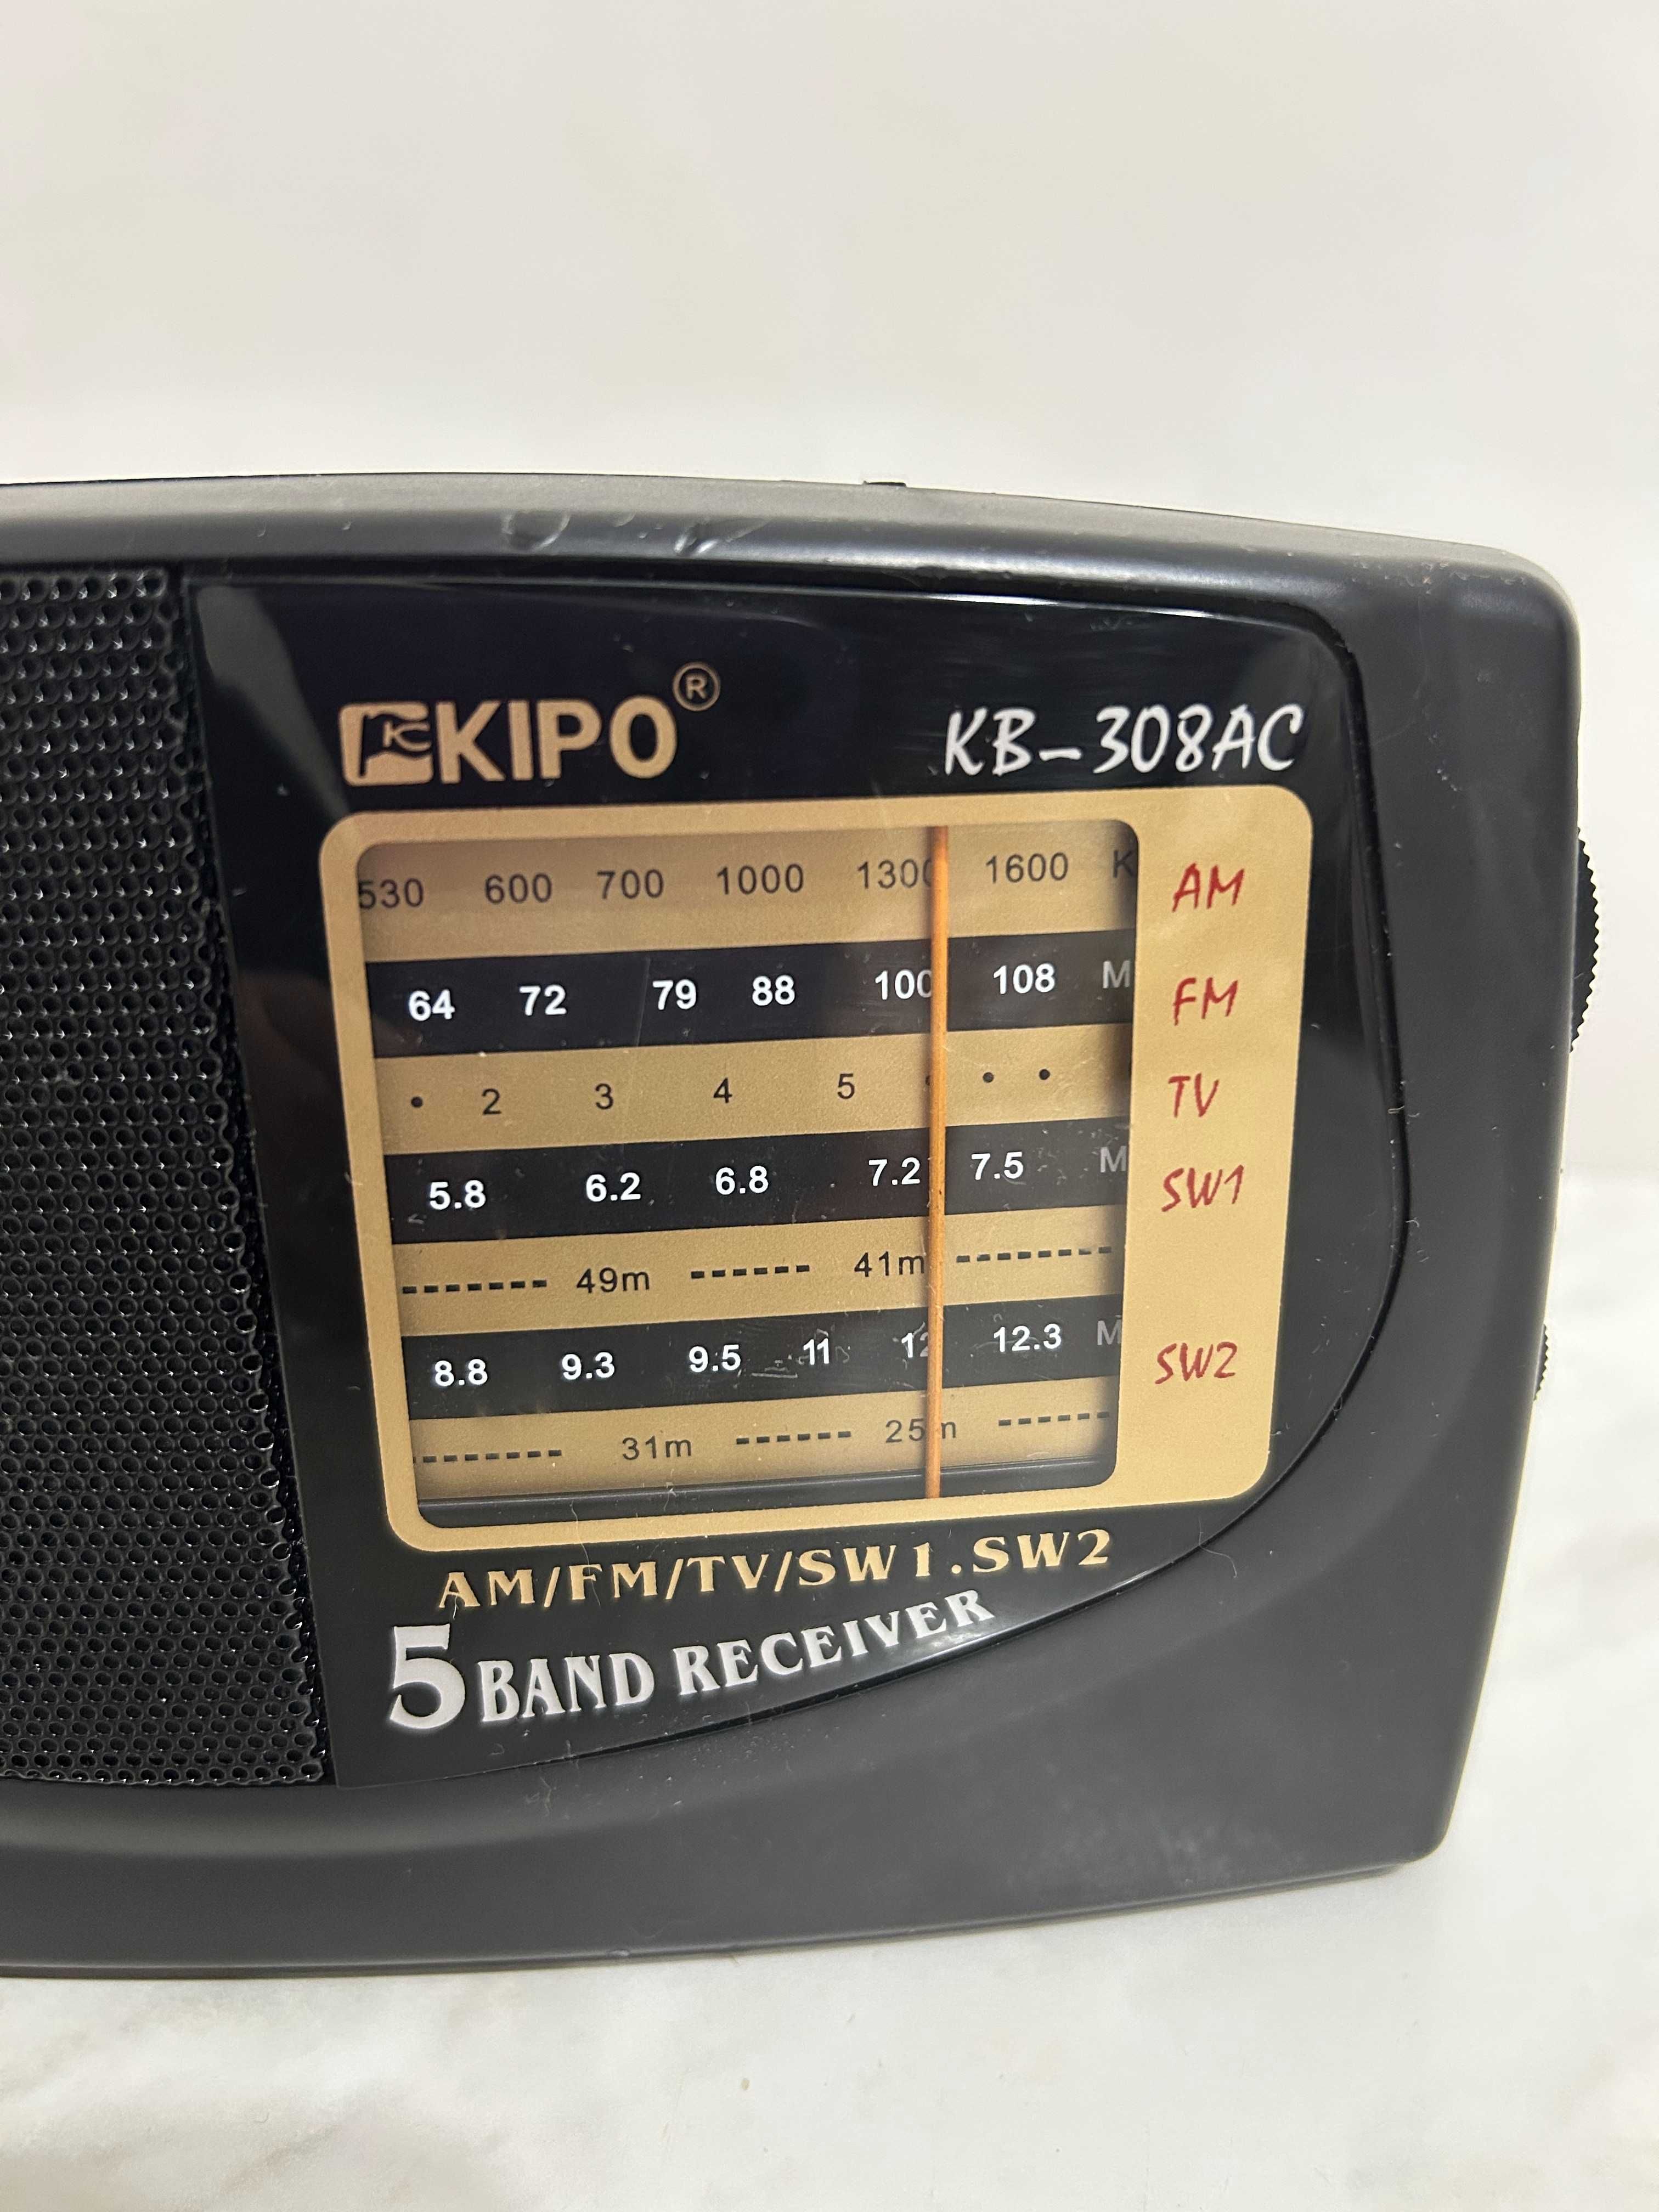 KIPO®
KB-308AC
530 600 700 1000 1300 1600 K AM
64 72 79 88 100 108 M FM
• 2 3 4 5 • • • TV
5.8 6.2 6.8 7.2 7.5 M SW1
------- 49m ------ 41m --------
8.8 9.3 9.5 11 12 12.3 M SW2
------- 31m ------ 25m ------
AM/FM/TV/SW1.SW2
5 BAND RECEIVER